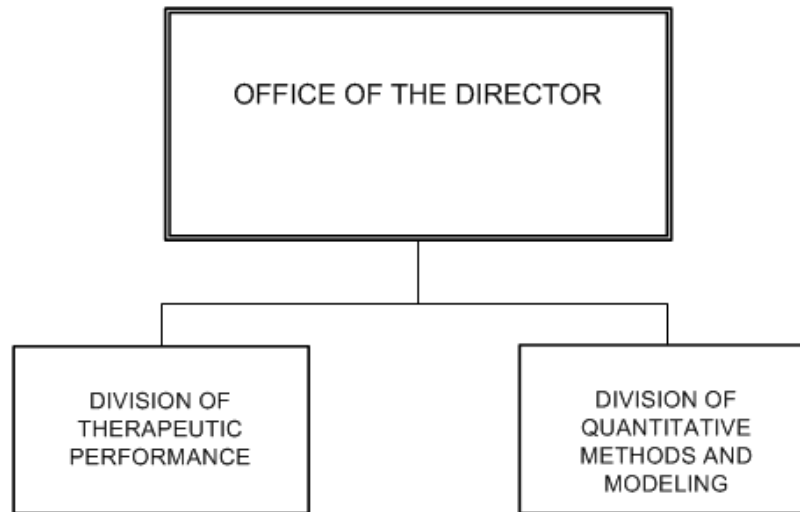 OFFICE OF THE DIRECTOR
DIVISION OF
THERAPEUTIC
PERFORMANCE
DIVISION OF
QUANTITATIVE
METHODS AND
MODELING